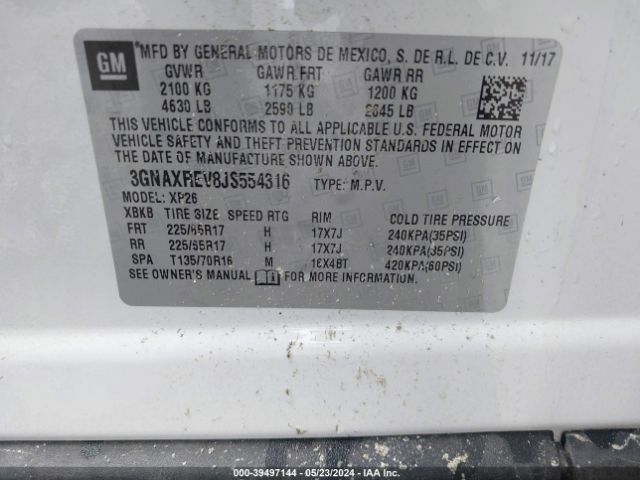 GM
MFD BY GENERAL MOTORS DE MEXICO, S. DE R.L. DE C.V. 11/17
GVWR GAWR FRT GAWR RR
2100 KG 1175 KG 1200 KG
4630 LB 2590 LB 2645 LB
THIS VEHICLE CONFORMS TO ALL APPLICABLE U.S. FEDERAL MOTOR
VEHICLE SAFETY AND THEFT PREVENTION STANDARDS IN EFFECT ON
THE DATE OF MANUFACTURE SHOWN ABOVE.
3GNAXREV8JS554316 TYPE: M.P.V.
MODEL: XP26
XBKB TIRE SIZE SPEED RTG RIM COLD TIRE PRESSURE
FRT 225/65R17 H 17X7J 240KPA(35PSI)
RR 225/65R17 H 17X7J 240KPA(35PSI)
SPA T135/70R16 M 16X4BT 420KPA(60PSI)
SEE OWNER'S MANUAL FOR MORE INFORMATION.
000-39497144 - 05/23/2024 - Copyright IAA, Inc.